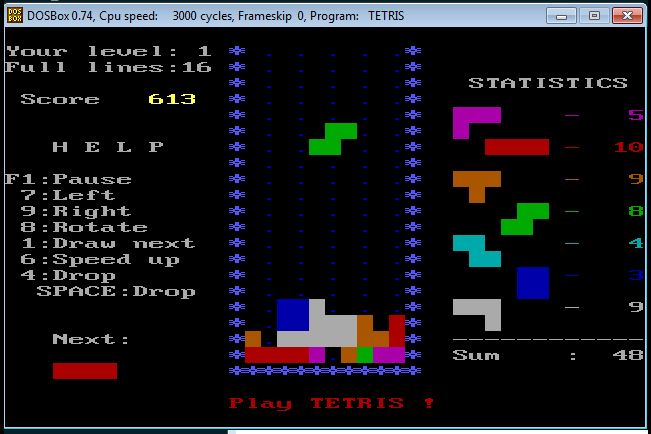 DOSBox 0.74, Cpu speed: 3000 cycles, Frameskip 0, Program: TETRIS
Your level: 1
Full lines:16
Score 613
H E L P
F1:Pause
7:Left
9:Right
8:Rotate
1:Draw next
6:Speed up
4:Drop
SPACE:Drop
Next:
STATISTICS
- 5
- 10
- 9
- 8
- 4
- 3
- 9
Sum : 48
Play TETRIS !